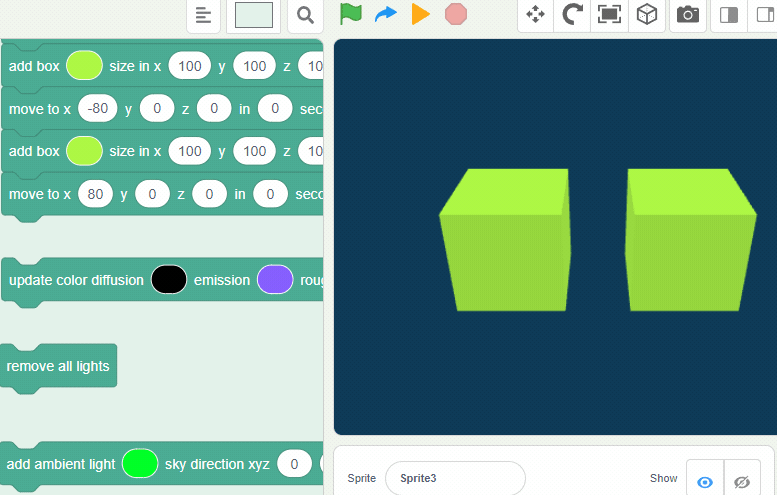 add box size in x 100 y 100 z 10
move to x -80 y 0 z 0 in 0 sec
add box size in x 100 y 100 z 10
move to x 80 y 0 z 0 in 0 seco
update color diffusion emission roug
remove all lights
add ambient light sky direction xyz 0
Sprite Sprite3 Show